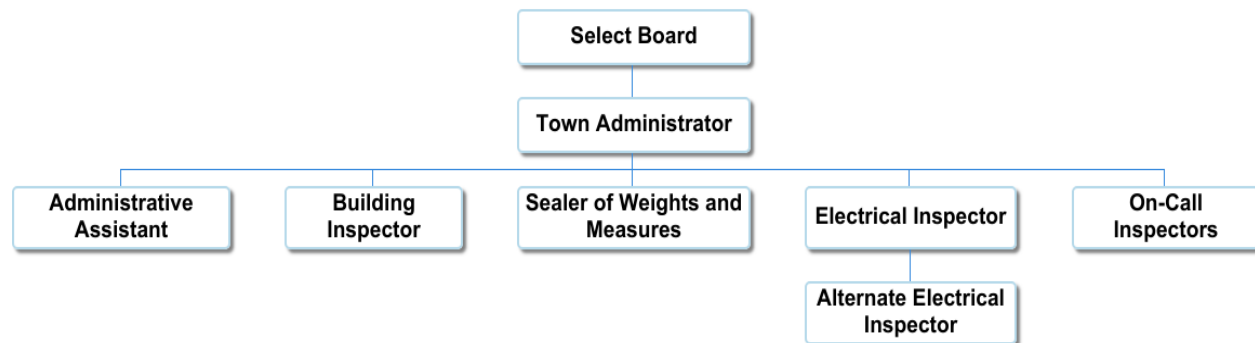 Select Board
Town Administrator
Administrative
Assistant
Building
Inspector
Sealer of Weights and
Measures
Electrical Inspector
On-Call
Inspectors
Alternate Electrical
Inspector